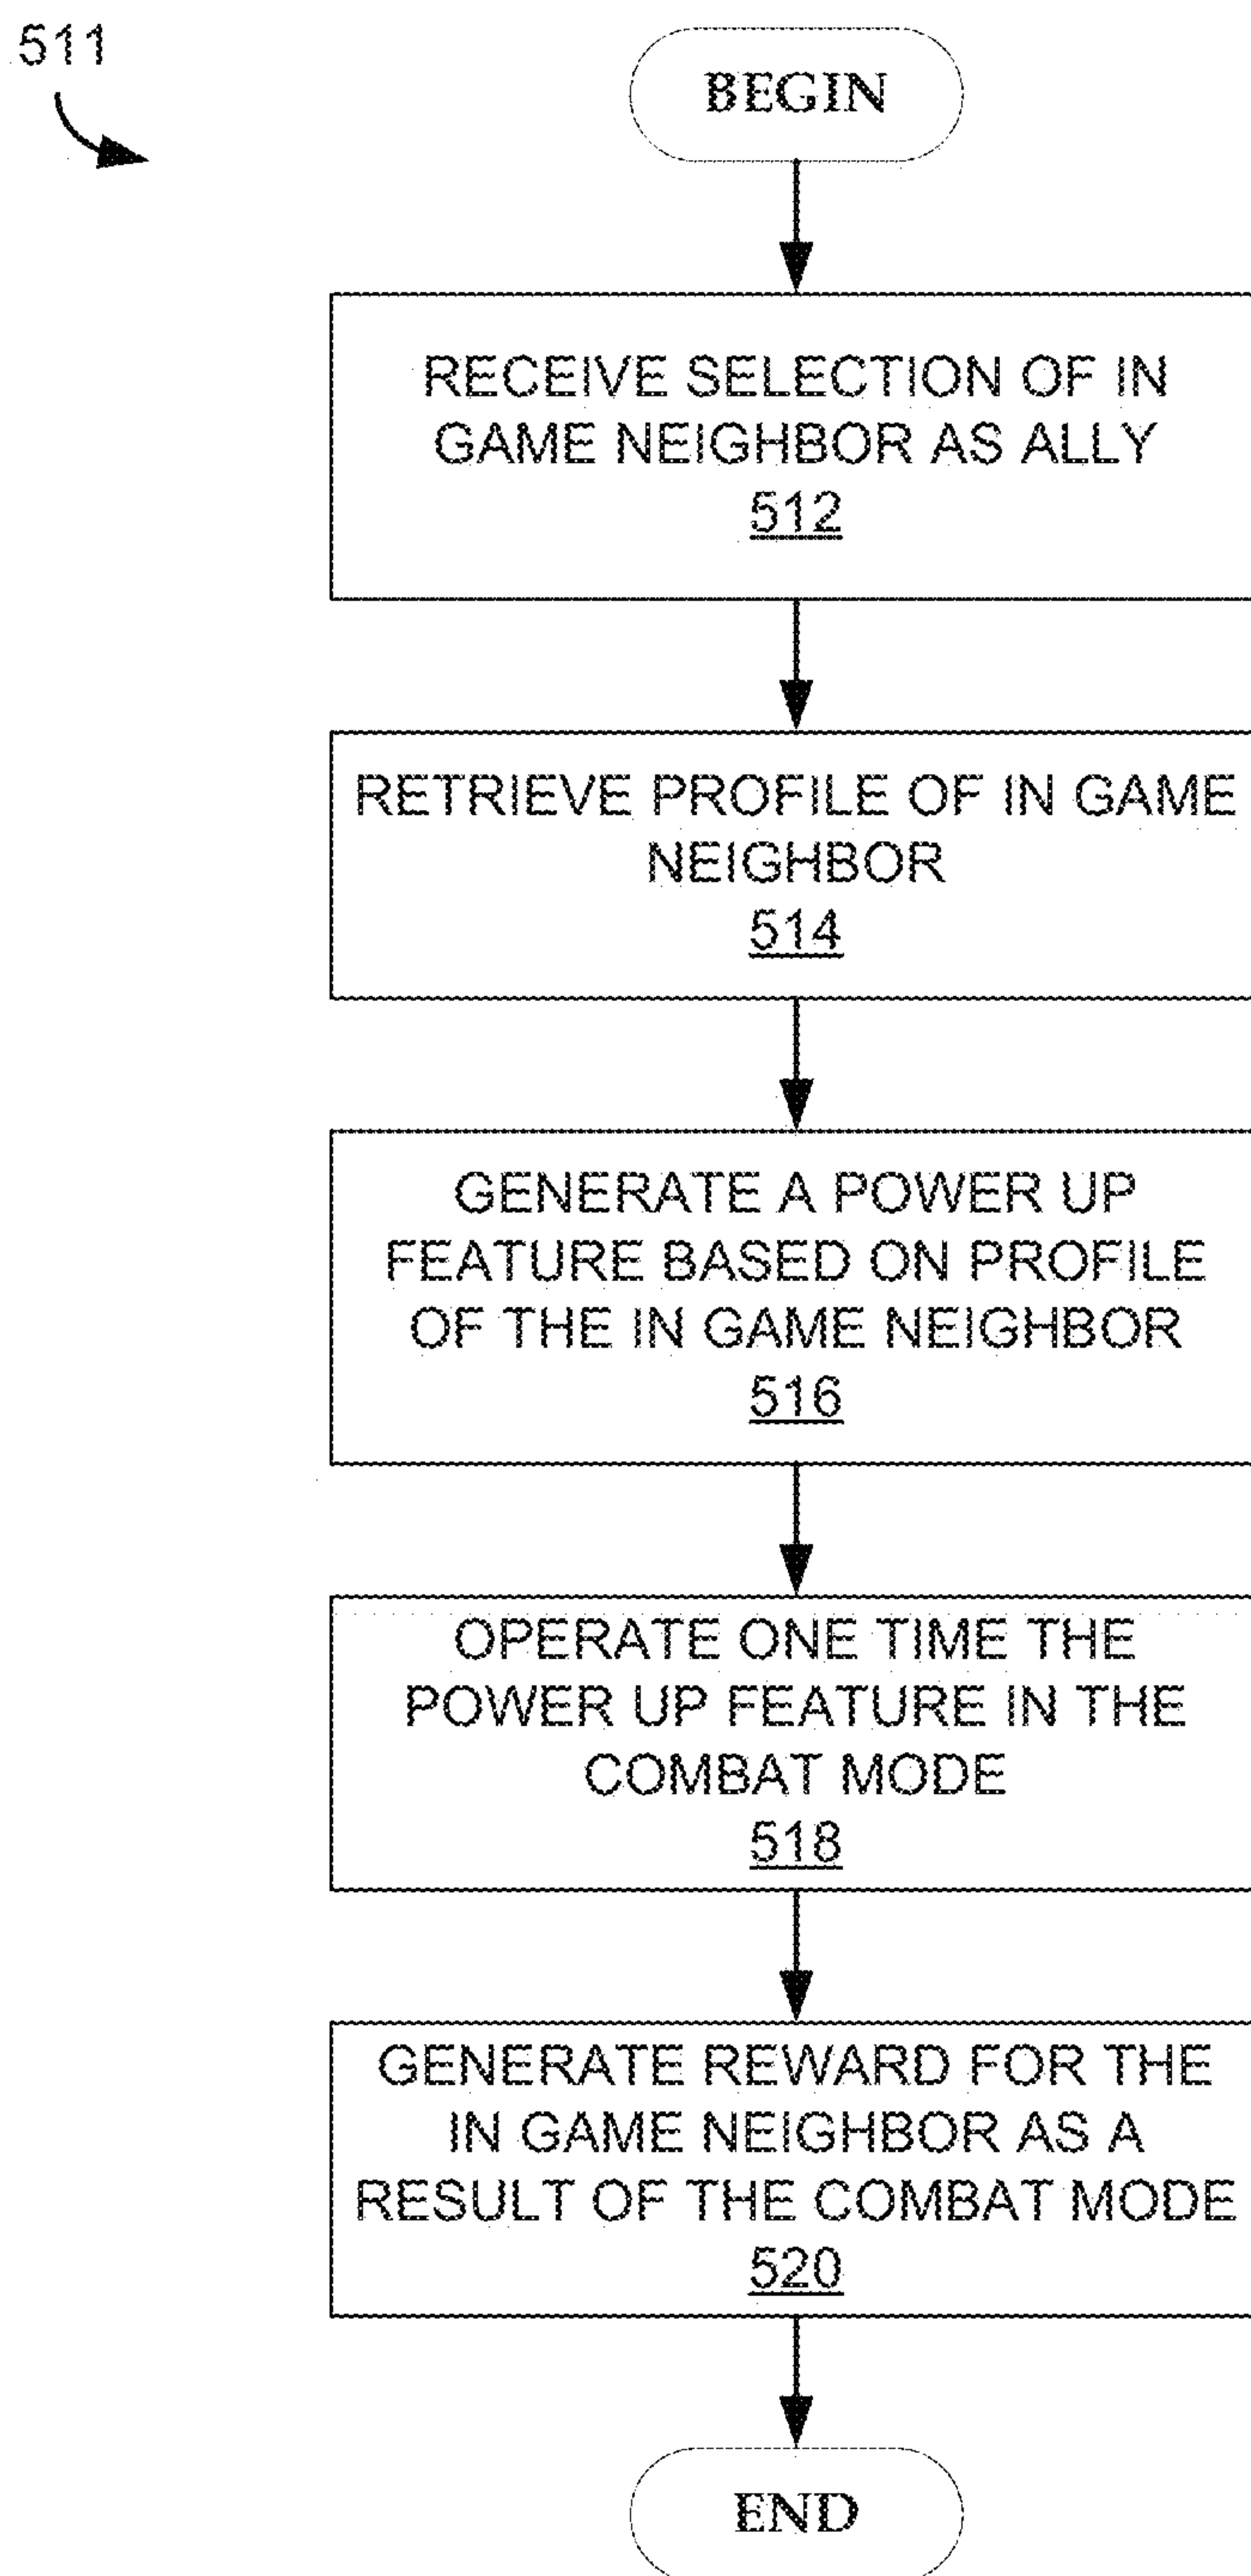 511
BEGIN
RECEIVE SELECTION OF IN
GAME NEIGHBOR AS ALLY
512
RETRIEVE PROFILE OF IN GAME
NEIGHBOR
514
GENERATE A POWER UP
FEATURE BASED ON PROFILE
OF THE IN GAME NEIGHBOR
516
OPERATE ONE TIME THE
POWER UP FEATURE IN THE
COMBAT MODE
518
GENERATE REWARD FOR THE
IN GAME NEIGHBOR AS A
RESULT OF THE COMBAT MODE
520
END